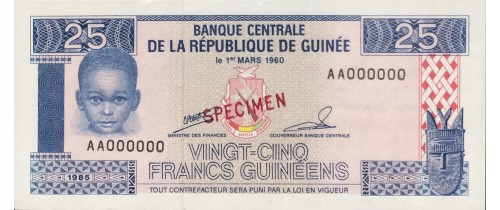 25 BANQUE CENTRALE 25
DE LA RÉPUBLIQUE DE GUINÉE
le 1er MARS 1960
AA000000
SPECIMEN
MINISTRE DES FINANCES GOUVERNEUR BANQUE CENTRALE
AA000000
VINGT-CINQ
FRANCS GUINÉENS
1985
TOUT CONTREFACTEUR SERA PUNI PAR LA LOI EN VIGUEUR